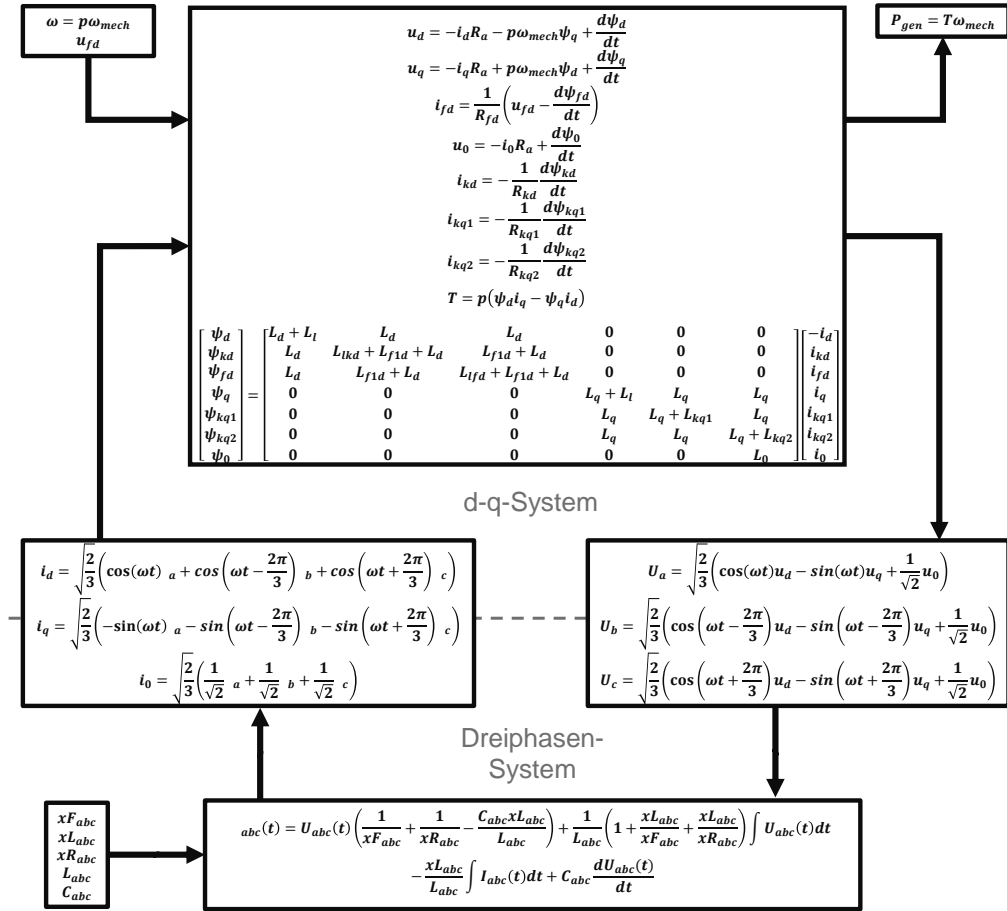 ω = pω_mech
u_fd
P_gen = Tω_mech
u_d = −i_d R_a − pω_mech ψ_q + dψ_d/dt
u_q = −i_q R_a + pω_mech ψ_d + dψ_q/dt
i_fd = 1/R_fd (u_fd − dψ_fd/dt)
u_0 = −i_0 R_a + dψ_0/dt
i_kd = − 1/R_kd dψ_kd/dt
i_kq1 = − 1/R_kq1 dψ_kq1/dt
i_kq2 = − 1/R_kq2 dψ_kq2/dt
T = p(ψ_d i_q − ψ_q i_d)
[ψ_d] [L_d + L_l L_d L_d 0 0 0] [−i_d]
[ψ_kd] [L_d L_lkd + L_f1d + L_d L_f1d + L_d 0 0 0] [i_kd]
[ψ_fd] [L_d L_f1d + L_d L_lfd + L_f1d + L_d 0 0 0] [i_fd]
[ψ_q] = [0 0 0 L_q + L_l L_q L_q] [i_q]
[ψ_kq1] [0 0 0 L_q L_q + L_kq1 L_q] [i_kq1]
[ψ_kq2] [0 0 0 L_q L_q L_q + L_kq2] [i_kq2]
[ψ_0] [0 0 0 0 0 L_0] [i_0]
d-q-System
i_d = √(2/3) (cos(ωt) _a + cos(ωt − 2π/3) _b + cos(ωt + 2π/3) _c)
i_q = √(2/3) (−sin(ωt) _a − sin(ωt − 2π/3) _b − sin(ωt + 2π/3) _c)
i_0 = √(2/3) (1/√2 _a + 1/√2 _b + 1/√2 _c)
U_a = √(2/3) (cos(ωt)u_d − sin(ωt)u_q + 1/√2 u_0)
U_b = √(2/3) (cos(ωt − 2π/3) u_d − sin(ωt − 2π/3) u_q + 1/√2 u_0)
U_c = √(2/3) (cos(ωt + 2π/3) u_d − sin(ωt + 2π/3) u_q + 1/√2 u_0)
Dreiphasen-
System
xF_abc
xL_abc
xR_abc
L_abc
C_abc
_abc(t) = U_abc(t) (1/xF_abc + 1/xR_abc − C_abc xL_abc/L_abc) + 1/L_abc (1 + xL_abc/xF_abc + xL_abc/xR_abc) ∫ U_abc(t)dt
− xL_abc/L_abc ∫ I_abc(t)dt + C_abc dU_abc(t)/dt